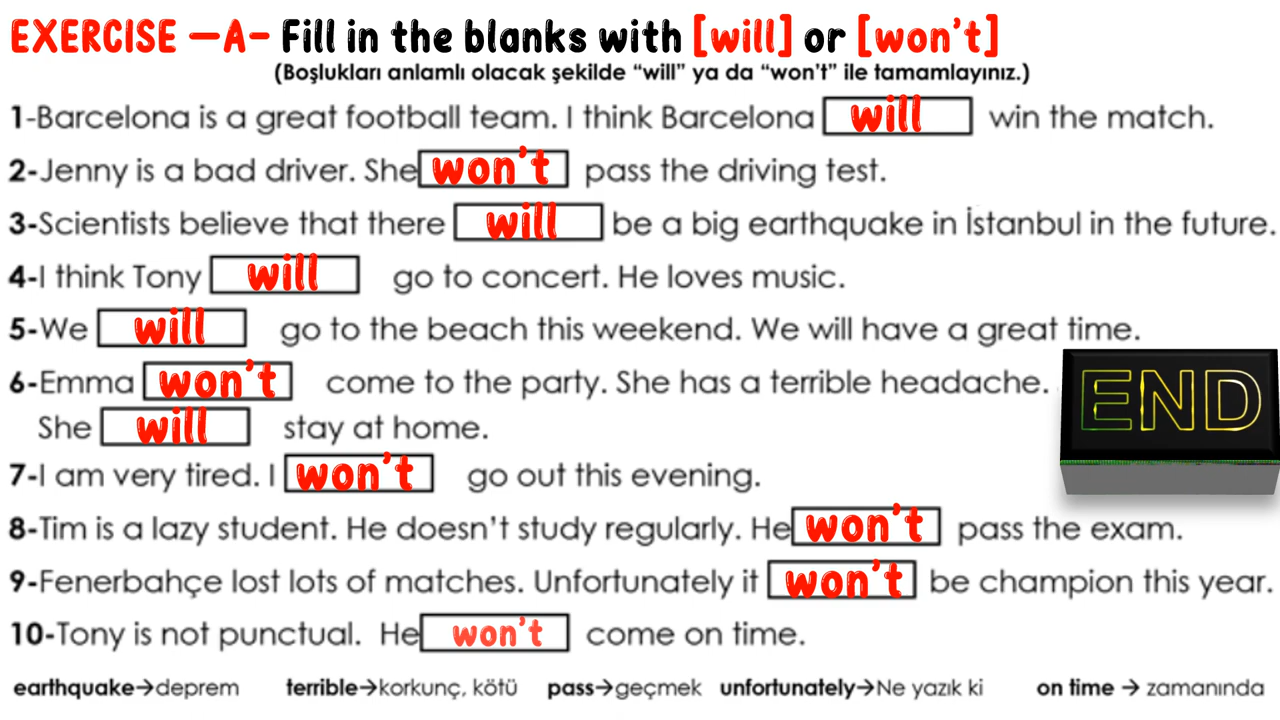 EXERCISE –A- Fill in the blanks with [will] or [won't]
(Boşlukları anlamlı olacak şekilde “will” ya da “won't” ile tamamlayınız.)
1-Barcelona is a great football team. I think Barcelona will win the match.
2-Jenny is a bad driver. She won't pass the driving test.
3-Scientists believe that there will be a big earthquake in İstanbul in the future.
4-I think Tony will go to concert. He loves music.
5-We will go to the beach this weekend. We will have a great time.
6-Emma won't come to the party. She has a terrible headache.
She will stay at home.
END
7-I am very tired. I won't go out this evening.
8-Tim is a lazy student. He doesn't study regularly. He won't pass the exam.
9-Fenerbahçe lost lots of matches. Unfortunately it won't be champion this year.
10-Tony is not punctual. He won't come on time.
earthquake→deprem terrible→korkunç, kötü pass→geçmek unfortunately→Ne yazık ki on time → zamanında